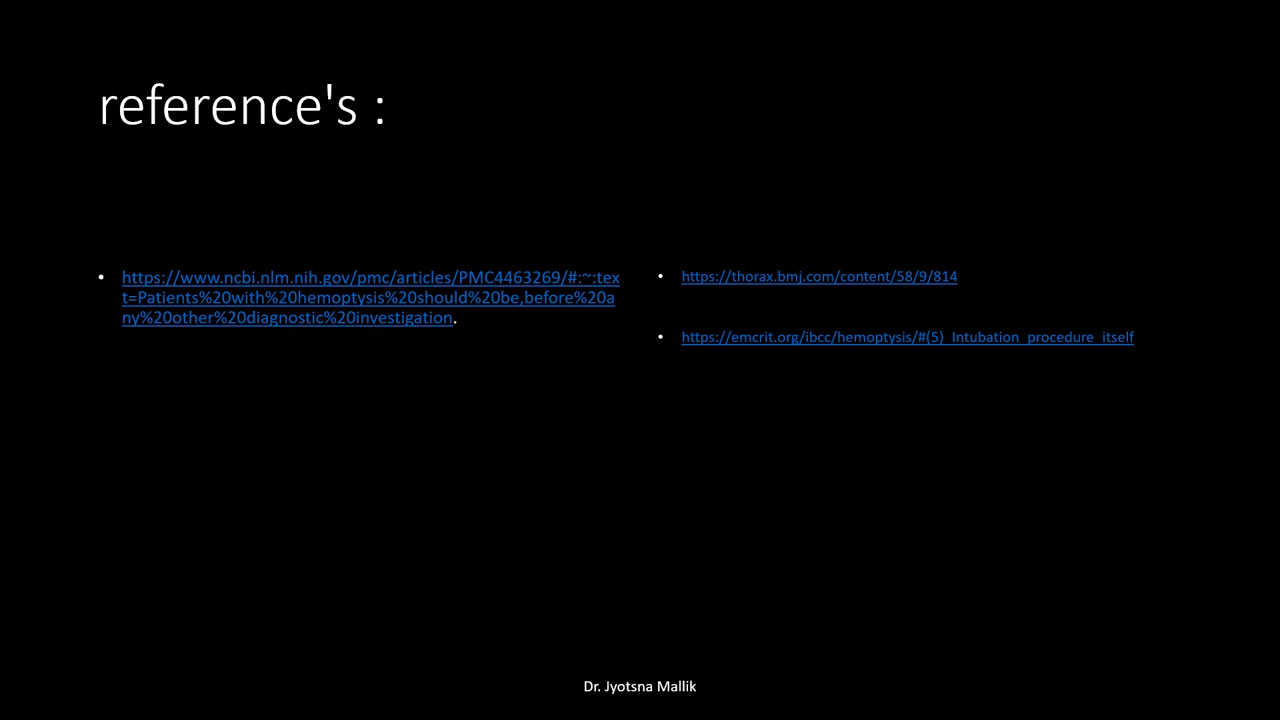 reference's :
• https://www.ncbi.nlm.nih.gov/pmc/articles/PMC4463269/#:~:tex
t=Patients%20with%20hemoptysis%20should%20be,before%20a
ny%20other%20diagnostic%20investigation.
• https://thorax.bmj.com/content/58/9/814
• https://emcrit.org/ibcc/hemoptysis/#(5)_Intubation_procedure_itself
Dr. Jyotsna Mallik